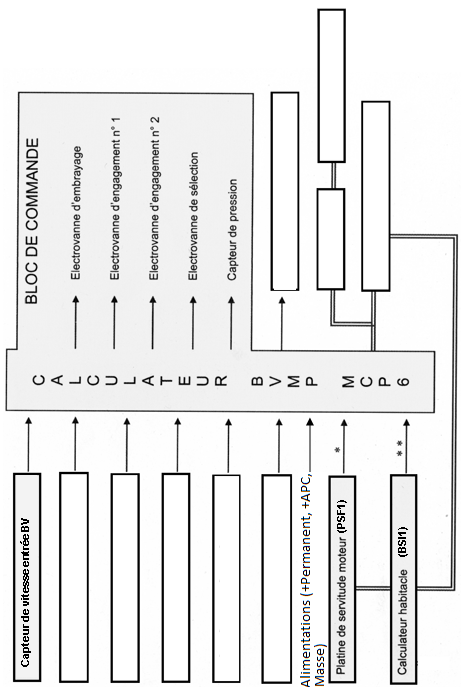 BLOC DE COMMANDE
Electrovanne d'embrayage
Electrovanne d'engagement n° 1
Electrovanne d'engagement n° 2
Electrovanne de sélection
Capteur de pression
CALCULATEUR BVMP MCP6
Capteur de vitesse entrée BV
Alimentations (+Permanent, +APC,
Masse)
*
Platine de servitude moteur (PSF1)
**
Calculateur habitacle (BSI1)